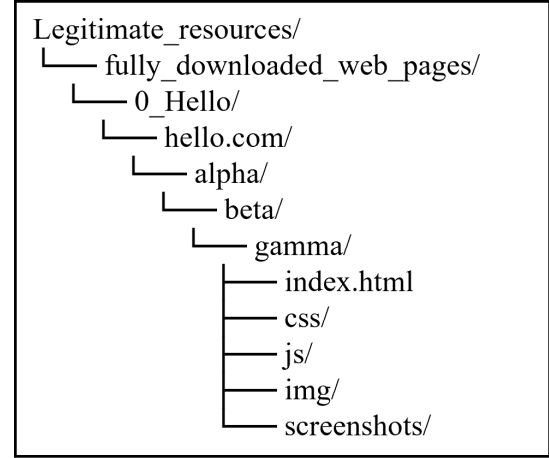 Legitimate_resources/
fully_downloaded_web_pages/
0_Hello/
hello.com/
alpha/
beta/
gamma/
index.html
css/
js/
img/
screenshots/